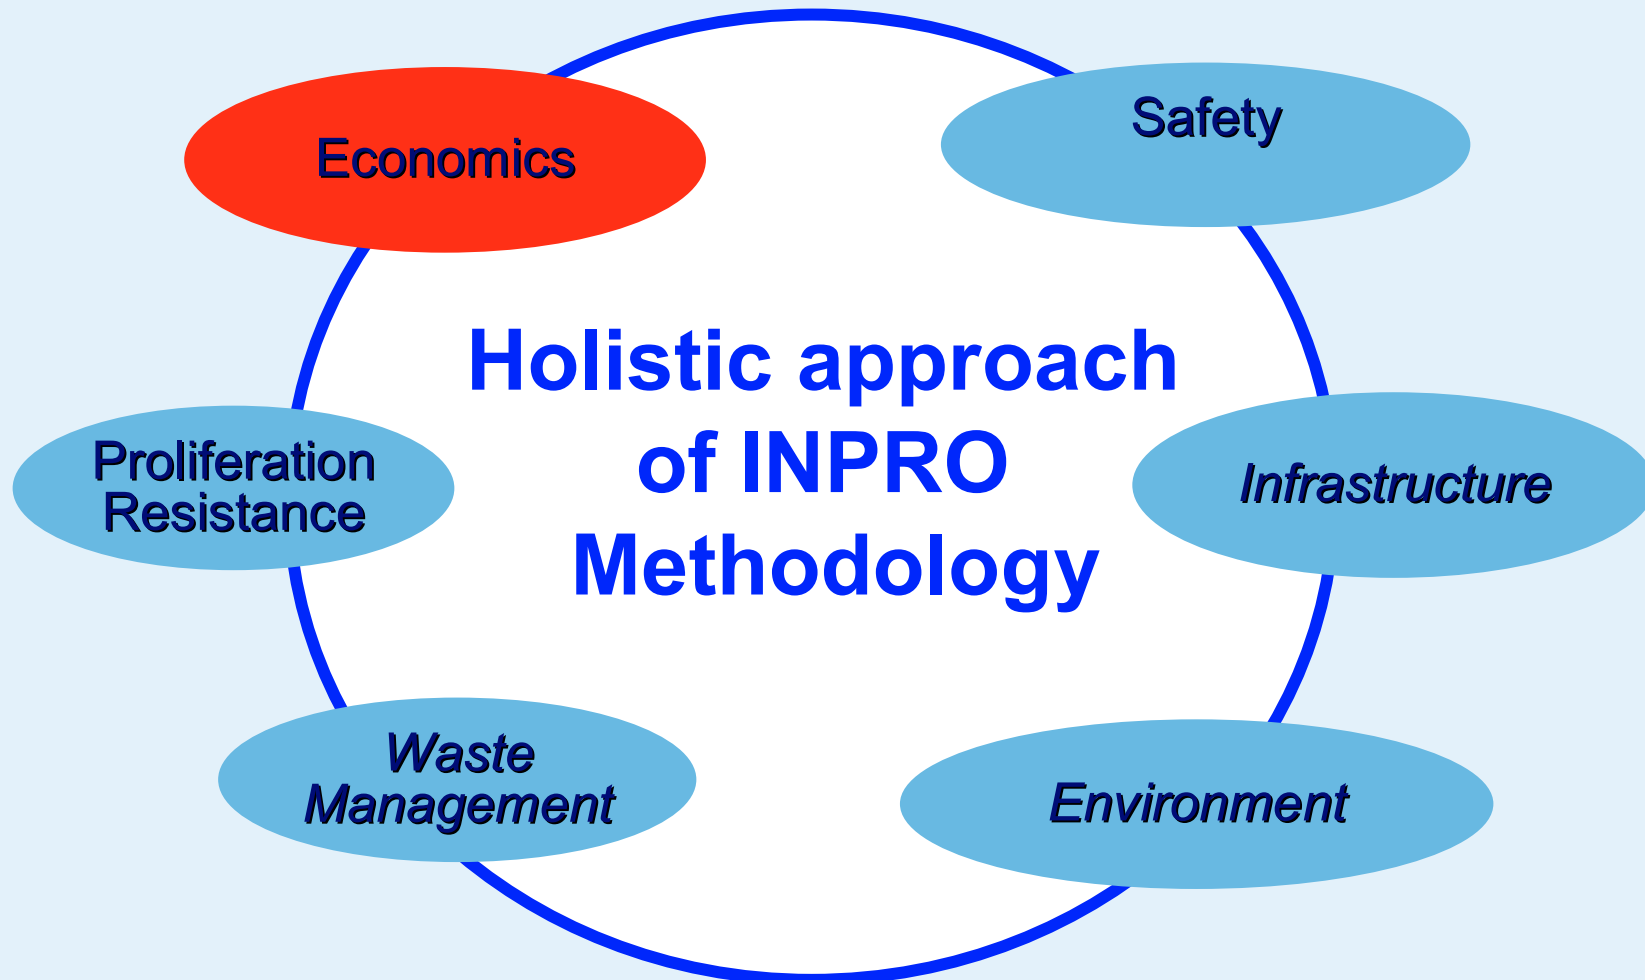 Economics
Safety
Holistic approach
of INPRO
Methodology
Proliferation
Resistance
Infrastructure
Waste
Management
Environment